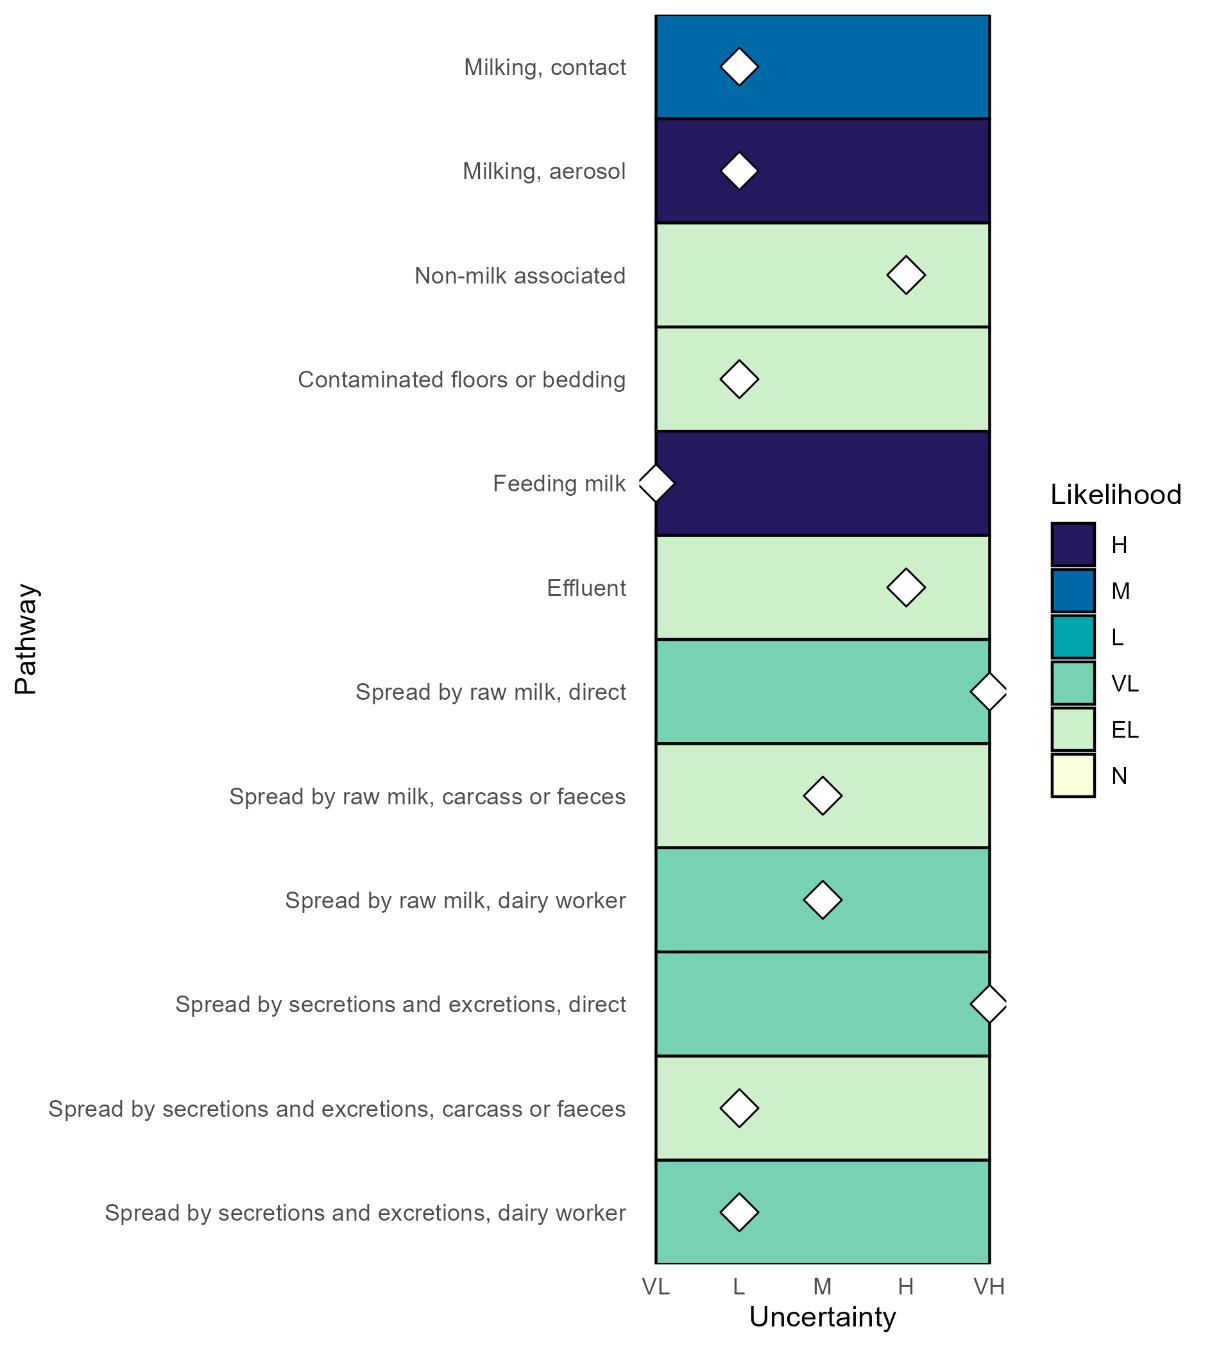 Milking, contact
Milking, aerosol
Non-milk associated
Contaminated floors or bedding
Feeding milk
Effluent
Spread by raw milk, direct
Spread by raw milk, carcass or faeces
Spread by raw milk, dairy worker
Spread by secretions and excretions, direct
Spread by secretions and excretions, carcass or faeces
Spread by secretions and excretions, dairy worker
Pathway
VL L M H VH
Uncertainty
Likelihood
H
M
L
VL
EL
N